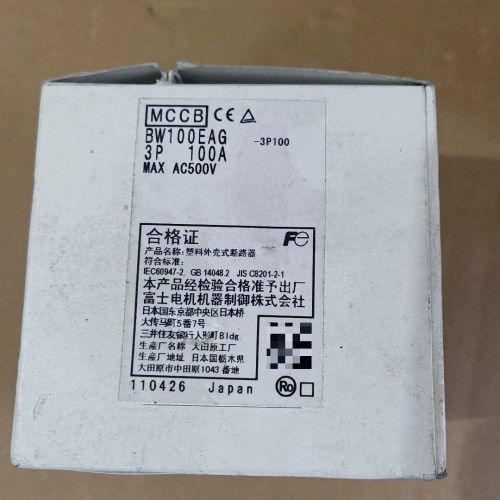 MCCB CE
BW100EAG -3P100
3P 100A
MAX AC500V
合格证 Fe
产品名称: 塑料外壳式断路器
符合标准:
IEC60947-2, GB 14048.2 JIS C8201-2-1
本产品经检验合格准予出厂
富士电机机器制御株式会社
日本国东京都中央区日本桥
大传马町5番7号
三井住友银行人形町Bldg.
生产厂名称 大田原工厂
生产厂地址 日本国栃木県
大田原市中田原1043 番地
110426 Japan Ro